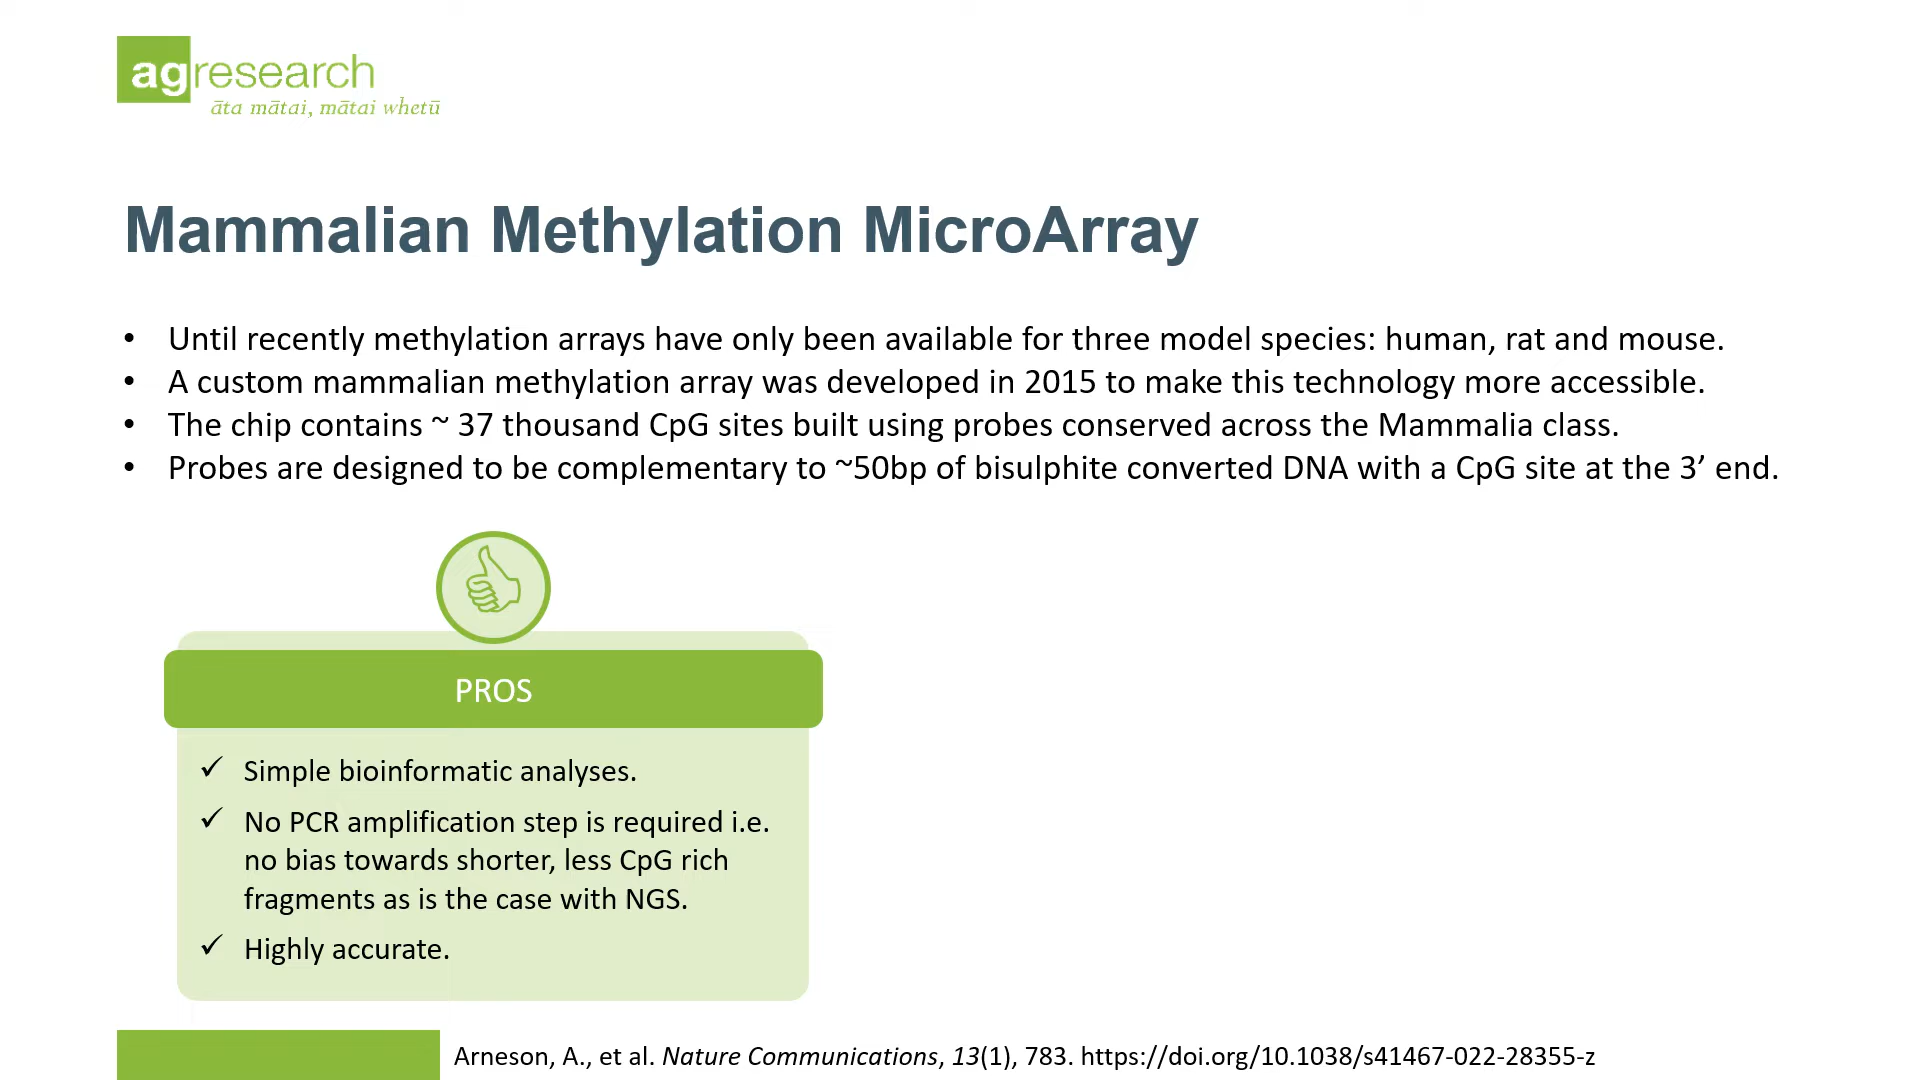 agresearch
āta mātai, mātai whetū
Mammalian Methylation MicroArray
• Until recently methylation arrays have only been available for three model species: human, rat and mouse.
• A custom mammalian methylation array was developed in 2015 to make this technology more accessible.
• The chip contains ~ 37 thousand CpG sites built using probes conserved across the Mammalia class.
• Probes are designed to be complementary to ~50bp of bisulphite converted DNA with a CpG site at the 3’ end.
PROS
✓ Simple bioinformatic analyses.
✓ No PCR amplification step is required i.e.
no bias towards shorter, less CpG rich
fragments as is the case with NGS.
✓ Highly accurate.
Arneson, A., et al. Nature Communications, 13(1), 783. https://doi.org/10.1038/s41467-022-28355-z